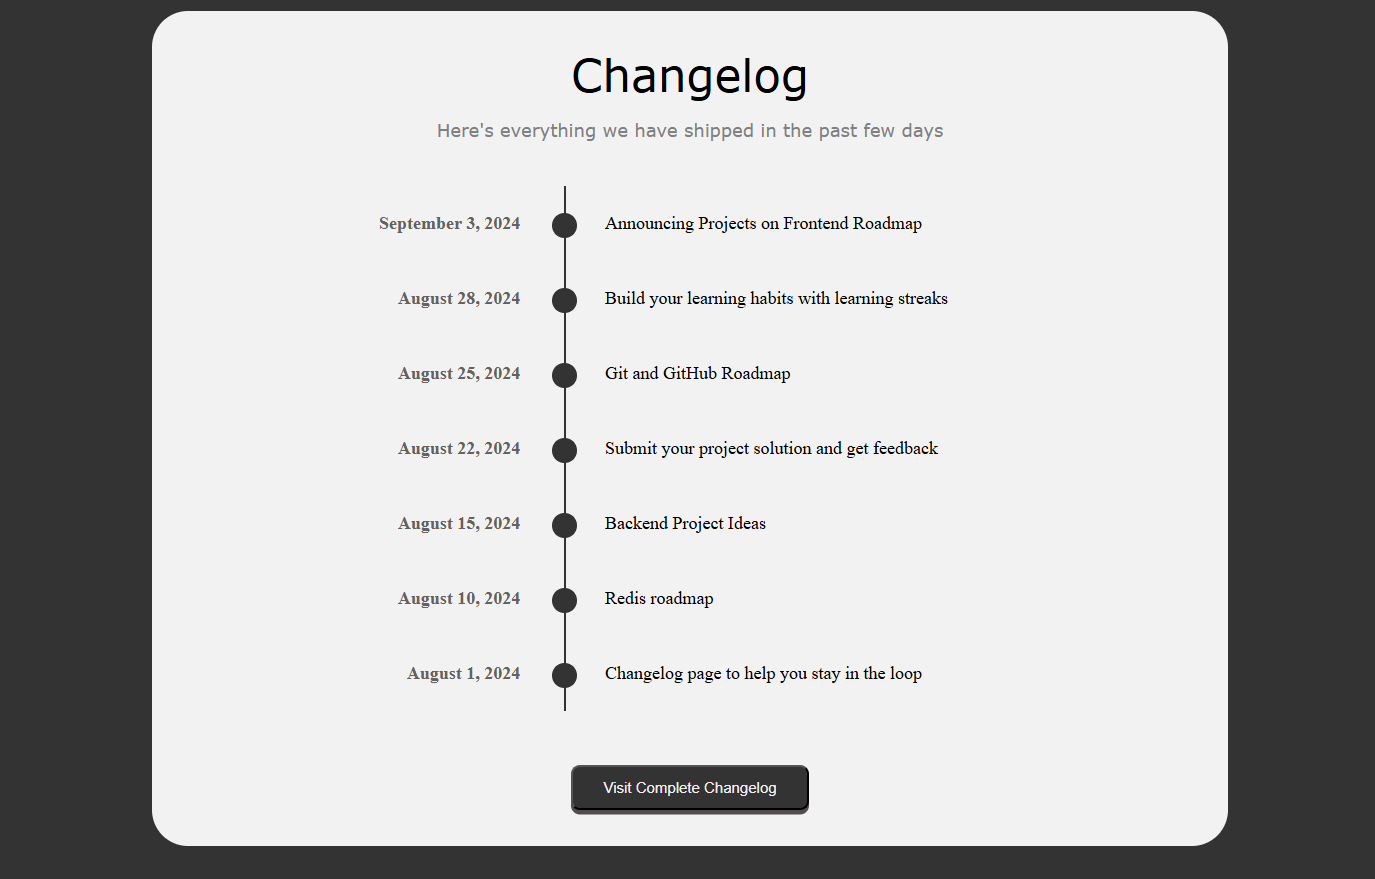 Changelog
Here's everything we have shipped in the past few days
September 3, 2024 Announcing Projects on Frontend Roadmap
August 28, 2024 Build your learning habits with learning streaks
August 25, 2024 Git and GitHub Roadmap
August 22, 2024 Submit your project solution and get feedback
August 15, 2024 Backend Project Ideas
August 10, 2024 Redis roadmap
August 1, 2024 Changelog page to help you stay in the loop
Visit Complete Changelog